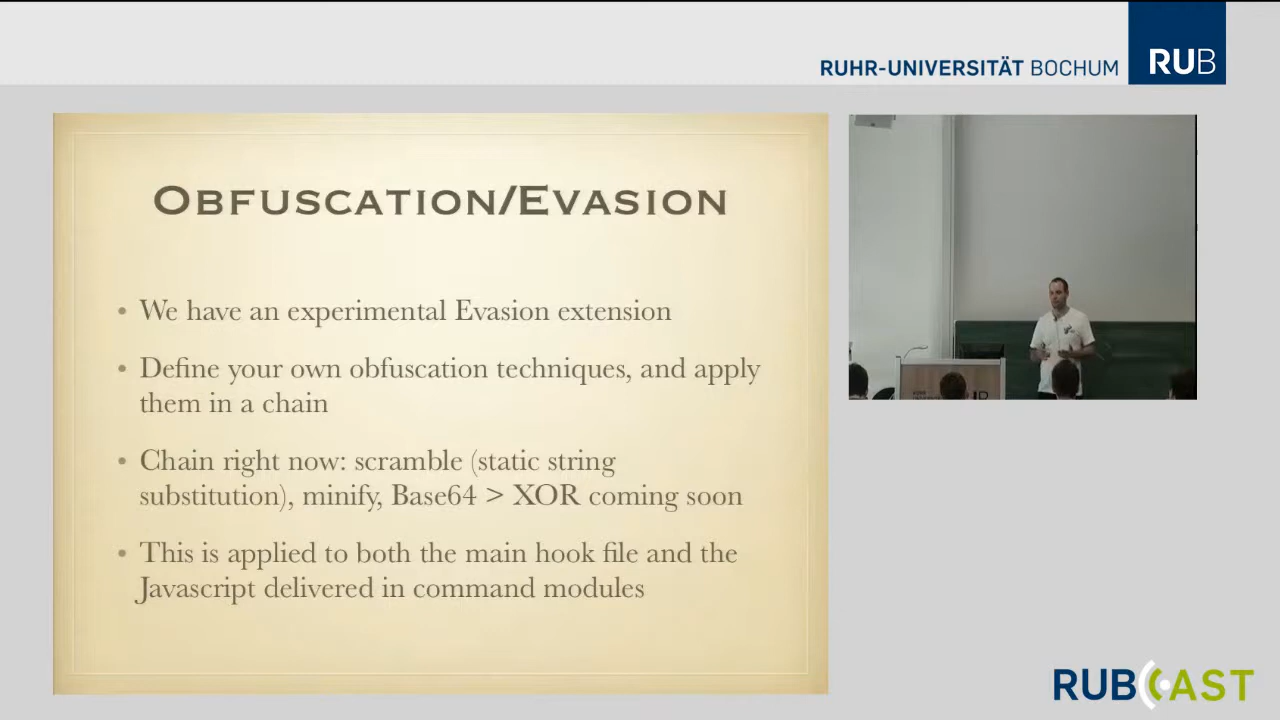 RUHR-UNIVERSITÄT BOCHUM
RUB
OBFUSCATION/EVASION
• We have an experimental Evasion extension
• Define your own obfuscation techniques, and apply
them in a chain
• Chain right now: scramble (static string
substitution), minify, Base64 > XOR coming soon
• This is applied to both the main hook file and the
Javascript delivered in command modules
RUBCAST